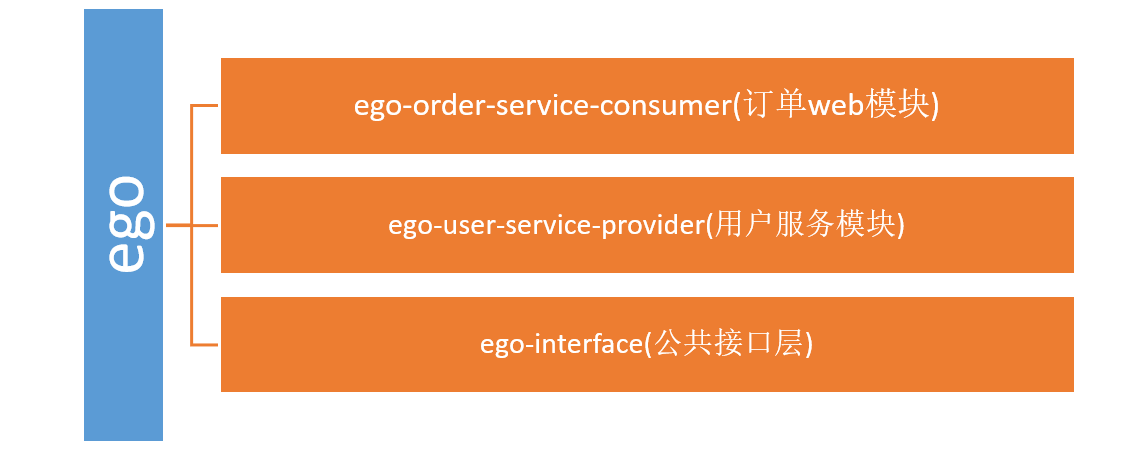 ego
ego-order-service-consumer(订单web模块)
ego-user-service-provider(用户服务模块)
ego-interface(公共接口层)